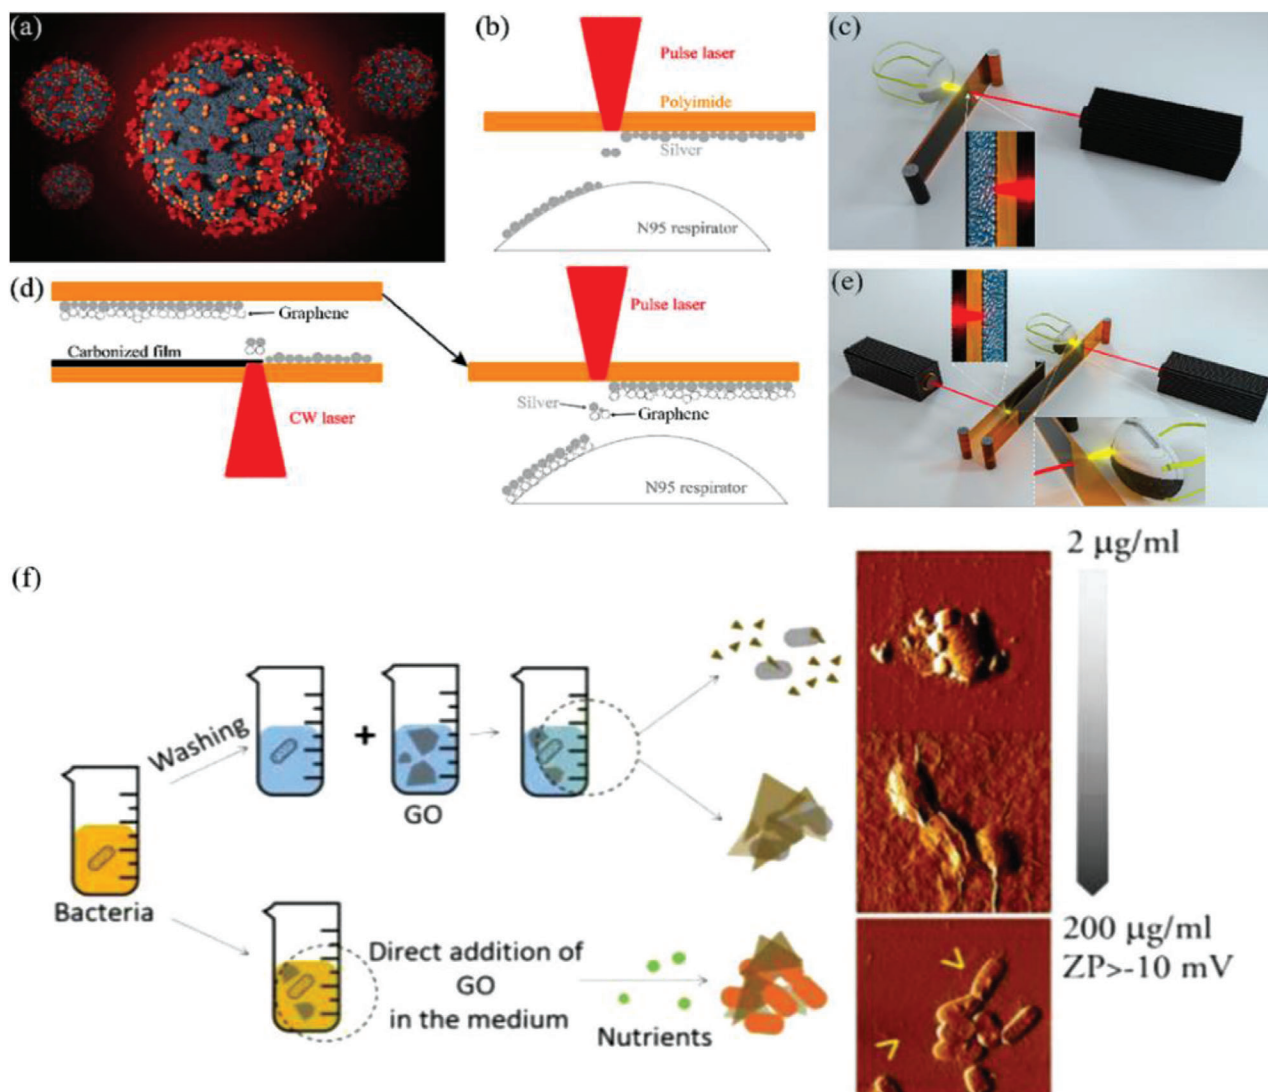 (a)
(b)
Pulse laser
Polyimide
Silver
N95 respirator
(c)
(d)
Graphene
Carbonized film
CW laser
Pulse laser
Silver
Graphene
N95 respirator
(e)
(f)
Bacteria
Washing
+
GO
Direct addition of
GO
in the medium
Nutrients
2 µg/ml
200 µg/ml
ZP>-10 mV